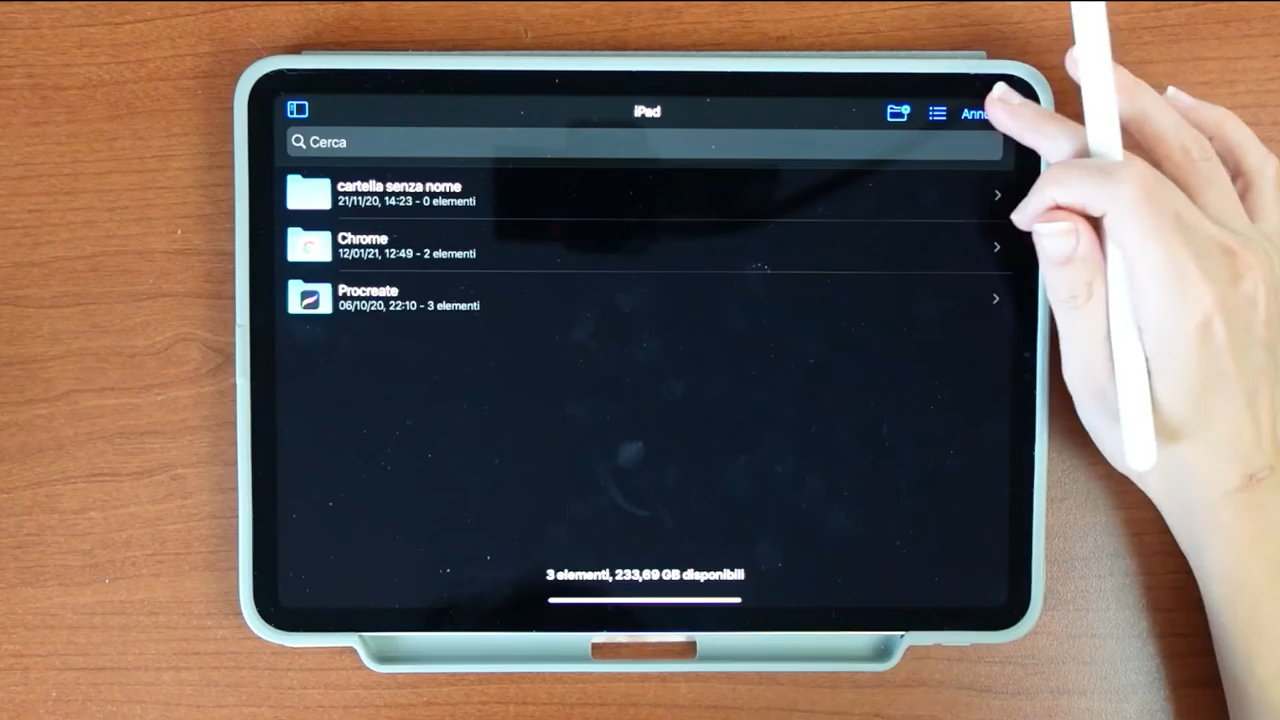 iPad
Cerca
cartella senza nome
21/11/20, 14:23 - 0 elementi
Chrome
12/01/21, 12:49 - 2 elementi
Procreate
06/10/20, 22:10 - 3 elementi
3 elementi, 233,69 GB disponibili